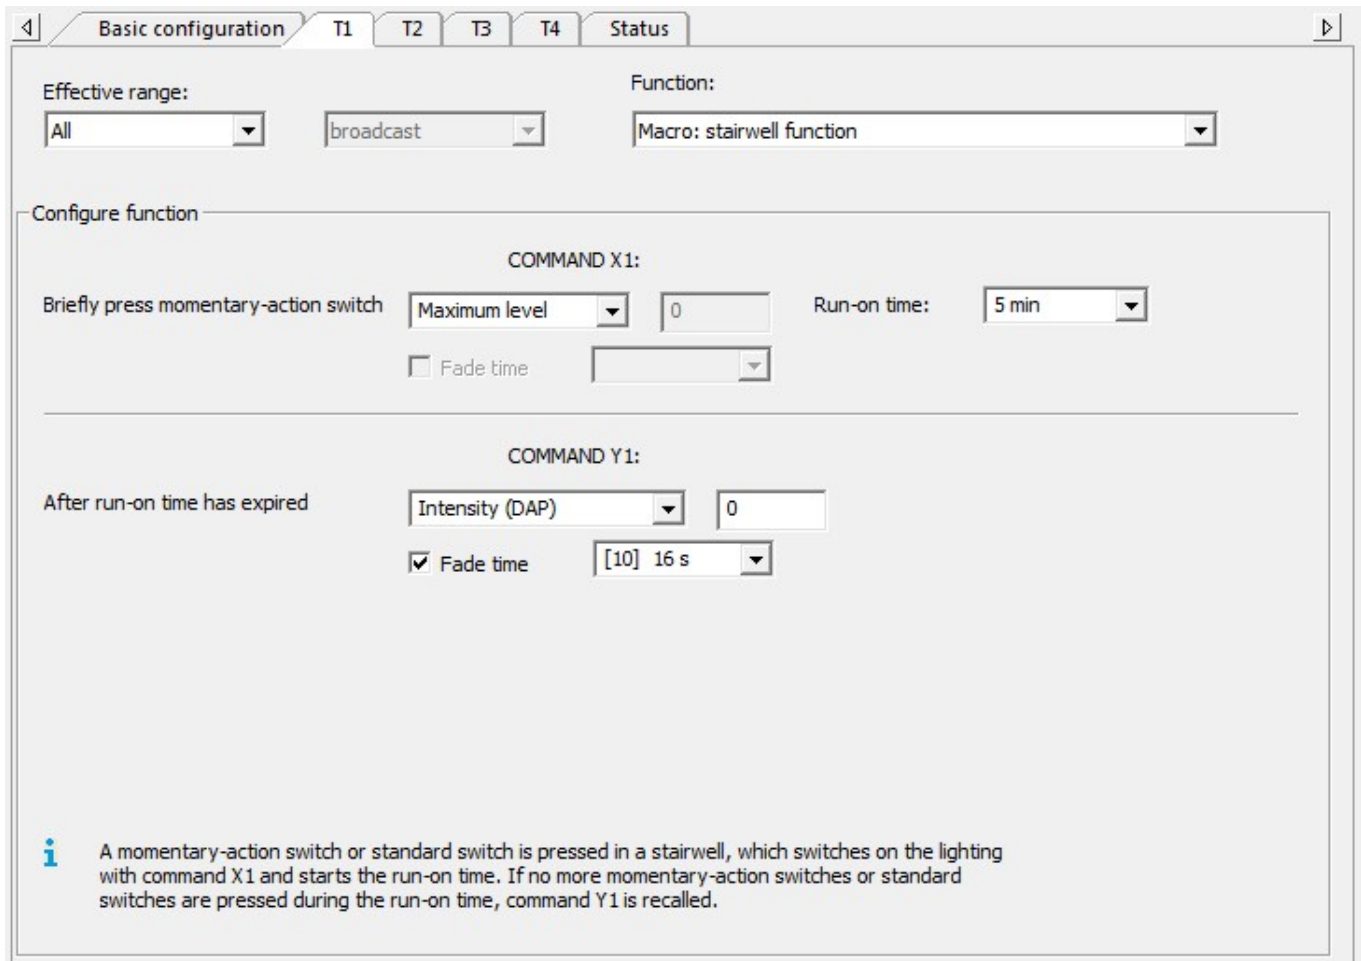 Basic configuration T1 T2 T3 T4 Status
Effective range:
Function:
All broadcast Macro: stairwell function
Configure function
COMMAND X1:
Briefly press momentary-action switch Maximum level 0 Run-on time: 5 min
Fade time
COMMAND Y1:
After run-on time has expired Intensity (DAP) 0
Fade time [10] 16 s
i A momentary-action switch or standard switch is pressed in a stairwell, which switches on the lighting
with command X1 and starts the run-on time. If no more momentary-action switches or standard
switches are pressed during the run-on time, command Y1 is recalled.